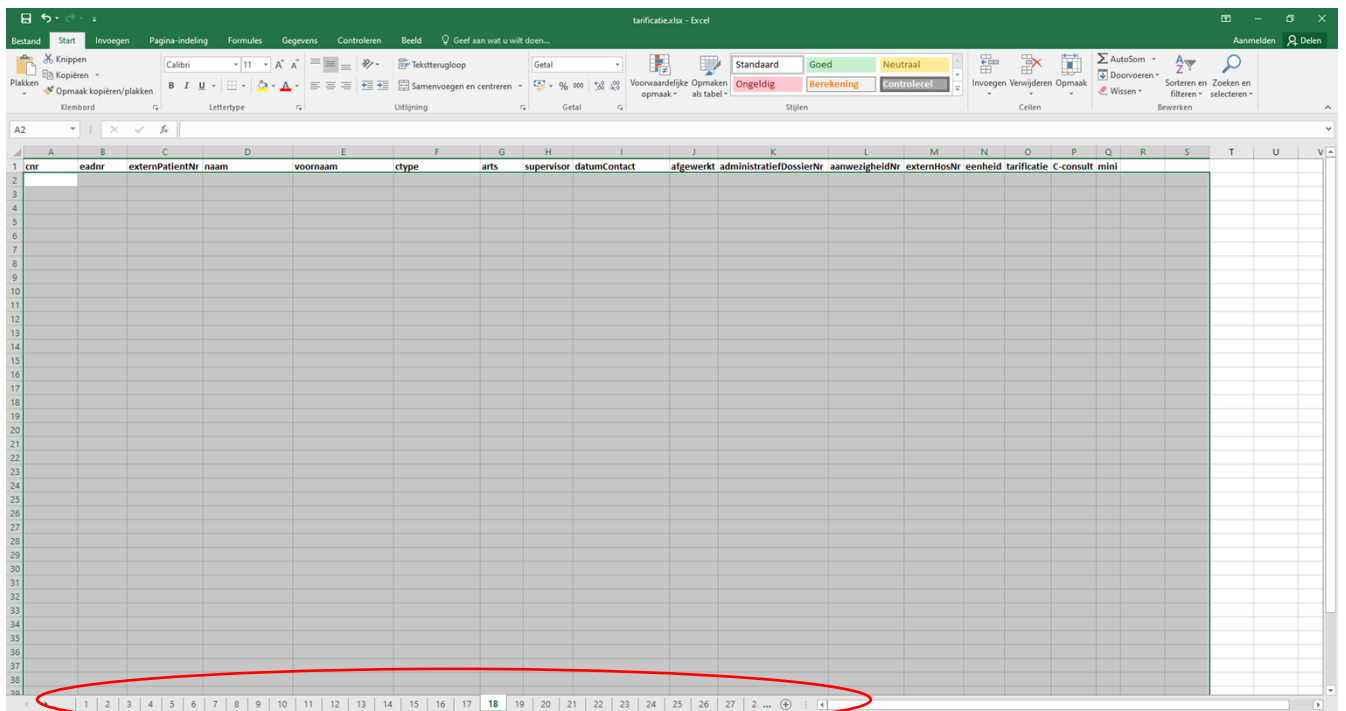 tarificatie.xlsx - Excel
Bestand Start Invoegen Pagina-indeling Formules Gegevens Controleren Beeld Geef aan wat u wilt doen... Aanmelden Delen
Plakken
Knippen
Kopiëren
Opmaak kopiëren/plakken
Klembord
Calibri 11
B I U
Lettertype
Tekstterugloop
Samenvoegen en centreren
Uitlijning
Getal
% 000
Getal
Voorwaardelijke opmaak
Opmaken als tabel
Standaard Goed Neutraal
Ongeldig Berekening Controlecel
Stijlen
Invoegen Verwijderen Opmaak
Cellen
AutoSom
Doorvoeren
Wissen
Sorteren en filteren
Zoeken en selecteren
Bewerken
A2 fx
A B C D E F G H I J K L M N O P Q R S T U V
1 cnr eadnr externPatientNr naam voornaam ctype arts supervisor datumContact afgewerkt administratiefDossierNr aanwezigheidNr externHosNr eenheid tarificatie C-consult mini
2
3
4
5
6
7
8
9
10
11
12
13
14
15
16
17
18
19
20
21
22
23
24
25
26
27
28
29
30
31
32
33
34
35
36
37
38
39
1 2 3 4 5 6 7 8 9 10 11 12 13 14 15 16 17 18 19 20 21 22 23 24 25 26 27 2 ...